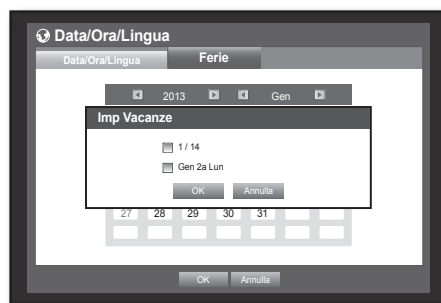 Data/Ora/Lingua
Data/Ora/Lingua Ferie
2013 Gen
Imp Vacanze
1 / 14
Gen 2a Lun
OK Annulla
27 28 29 30 31
OK Annulla